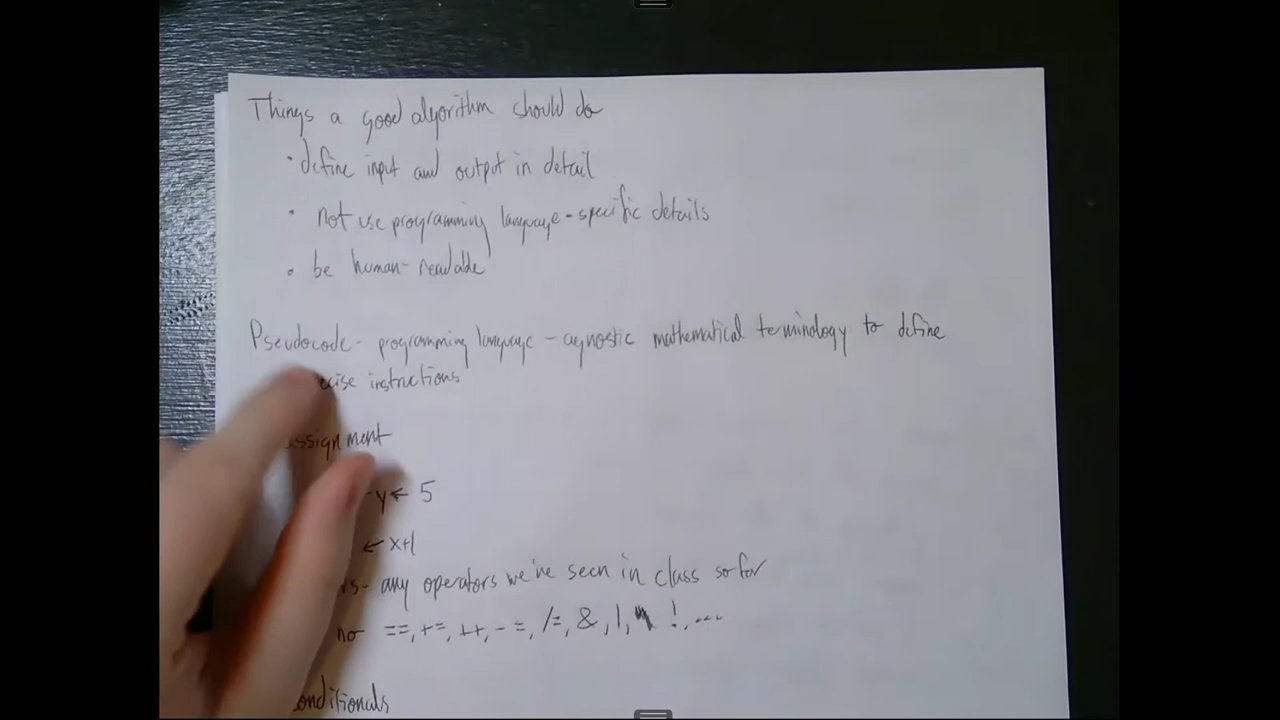 Things a good algorithm should do
· define input and output in detail
· not use programming language-specific details
· be human-readable
Pseudocode - programming language-agnostic mathematical terminology to define
instructions
assignment
y ← 5
← x+1
- any operators we've seen in class so far
no ==, +=, ++, -=, /=, &, |, !, ...